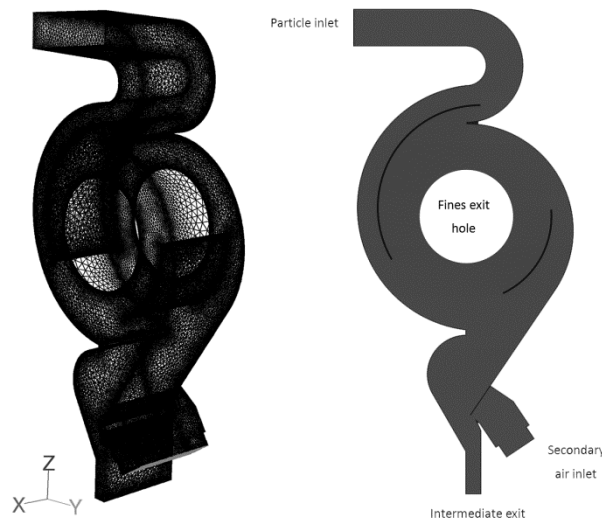 Particle inlet
Fines exit
hole
Z
X
Y
Secondary
air inlet
Intermediate exit